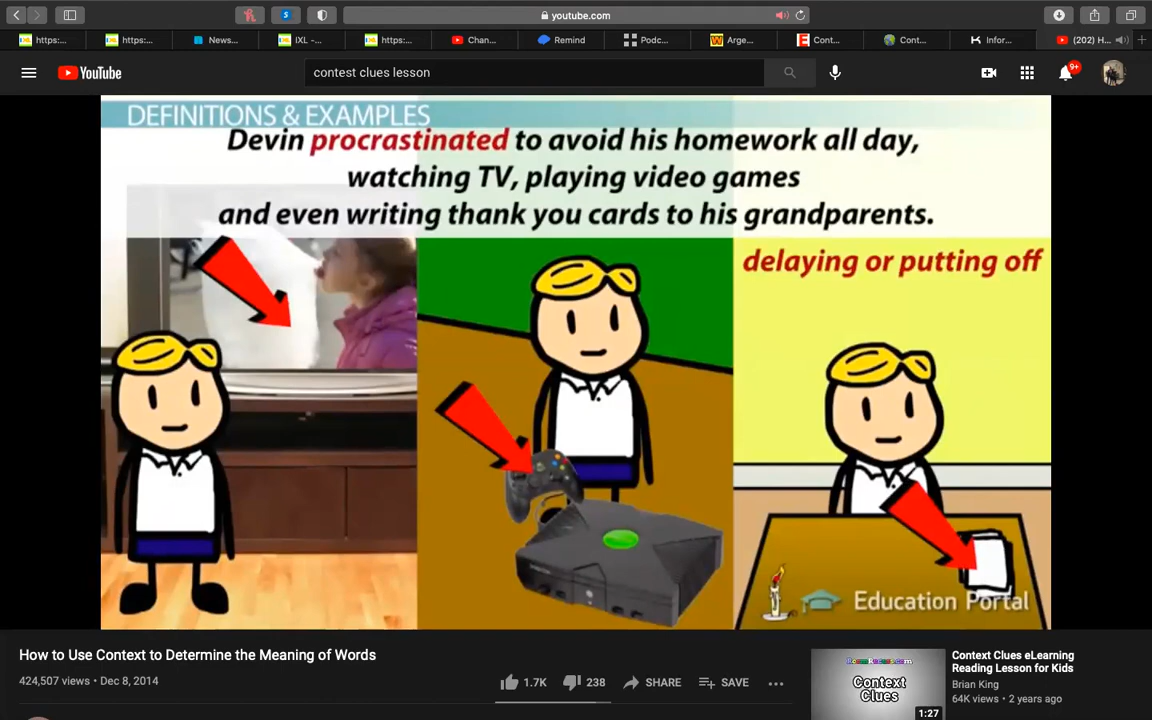 youtube.com
https:...
https:...
News...
IXL -...
https:...
Chan...
Remind
Podc...
Arge...
Cont...
Cont...
Infor...
(202) H...
YouTube
contest clues lesson
9+
DEFINITIONS & EXAMPLES
Devin procrastinated to avoid his homework all day,
watching TV, playing video games
and even writing thank you cards to his grandparents.
delaying or putting off
Education Portal
How to Use Context to Determine the Meaning of Words
424,507 views • Dec 8, 2014
1.7K
238
SHARE
SAVE
Context
Clues
1:27
Context Clues eLearning
Reading Lesson for Kids
Brian King
64K views • 2 years ago